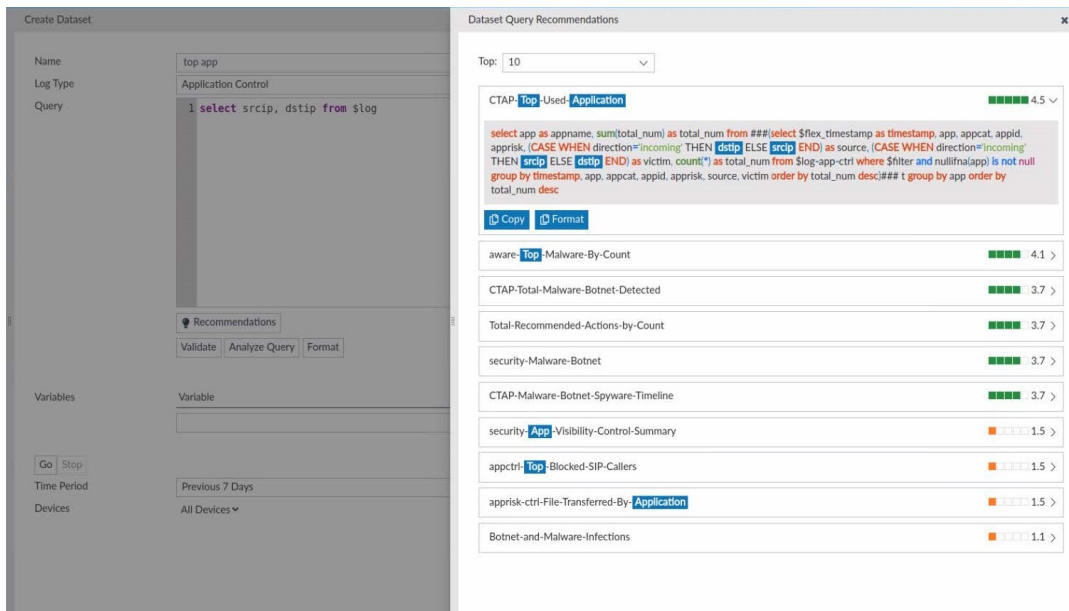 Create Dataset
Name
top app
Log Type
Application Control
Query
1 select srcip, dstip from $log
Recommendations
Validate Analyze Query Format
Variables
Variable
Go Stop
Time Period
Previous 7 Days
Devices
All Devices
Dataset Query Recommendations
Top: 10
CTAP-Top-Used-Application 4.5
select app as appname, sum(total_num) as total_num from ###(select $flex_timestamp as timestamp, app, appcat, appid,
apprisk, (CASE WHEN direction='incoming' THEN dstip ELSE srcip END) as source, (CASE WHEN direction='incoming'
THEN srcip ELSE dstip END) as victim, count(*) as total_num from $log-app-ctrl where $filter and nullifna(app) is not null
group by timestamp, app, appcat, appid, apprisk, source, victim order by total_num desc)### t group by app order by
total_num desc
Copy Format
aware-Top-Malware-By-Count 4.1
CTAP-Total-Malware-Botnet-Detected 3.7
Total-Recommended-Actions-by-Count 3.7
security-Malware-Botnet 3.7
CTAP-Malware-Botnet-Spyware-Timeline 3.7
security-App-Visibility-Control-Summary 1.5
appctrl-Top-Blocked-SIP-Callers 1.5
apprisk-ctrl-File-Transferred-By-Application 1.5
Botnet-and-Malware-Infections 1.1